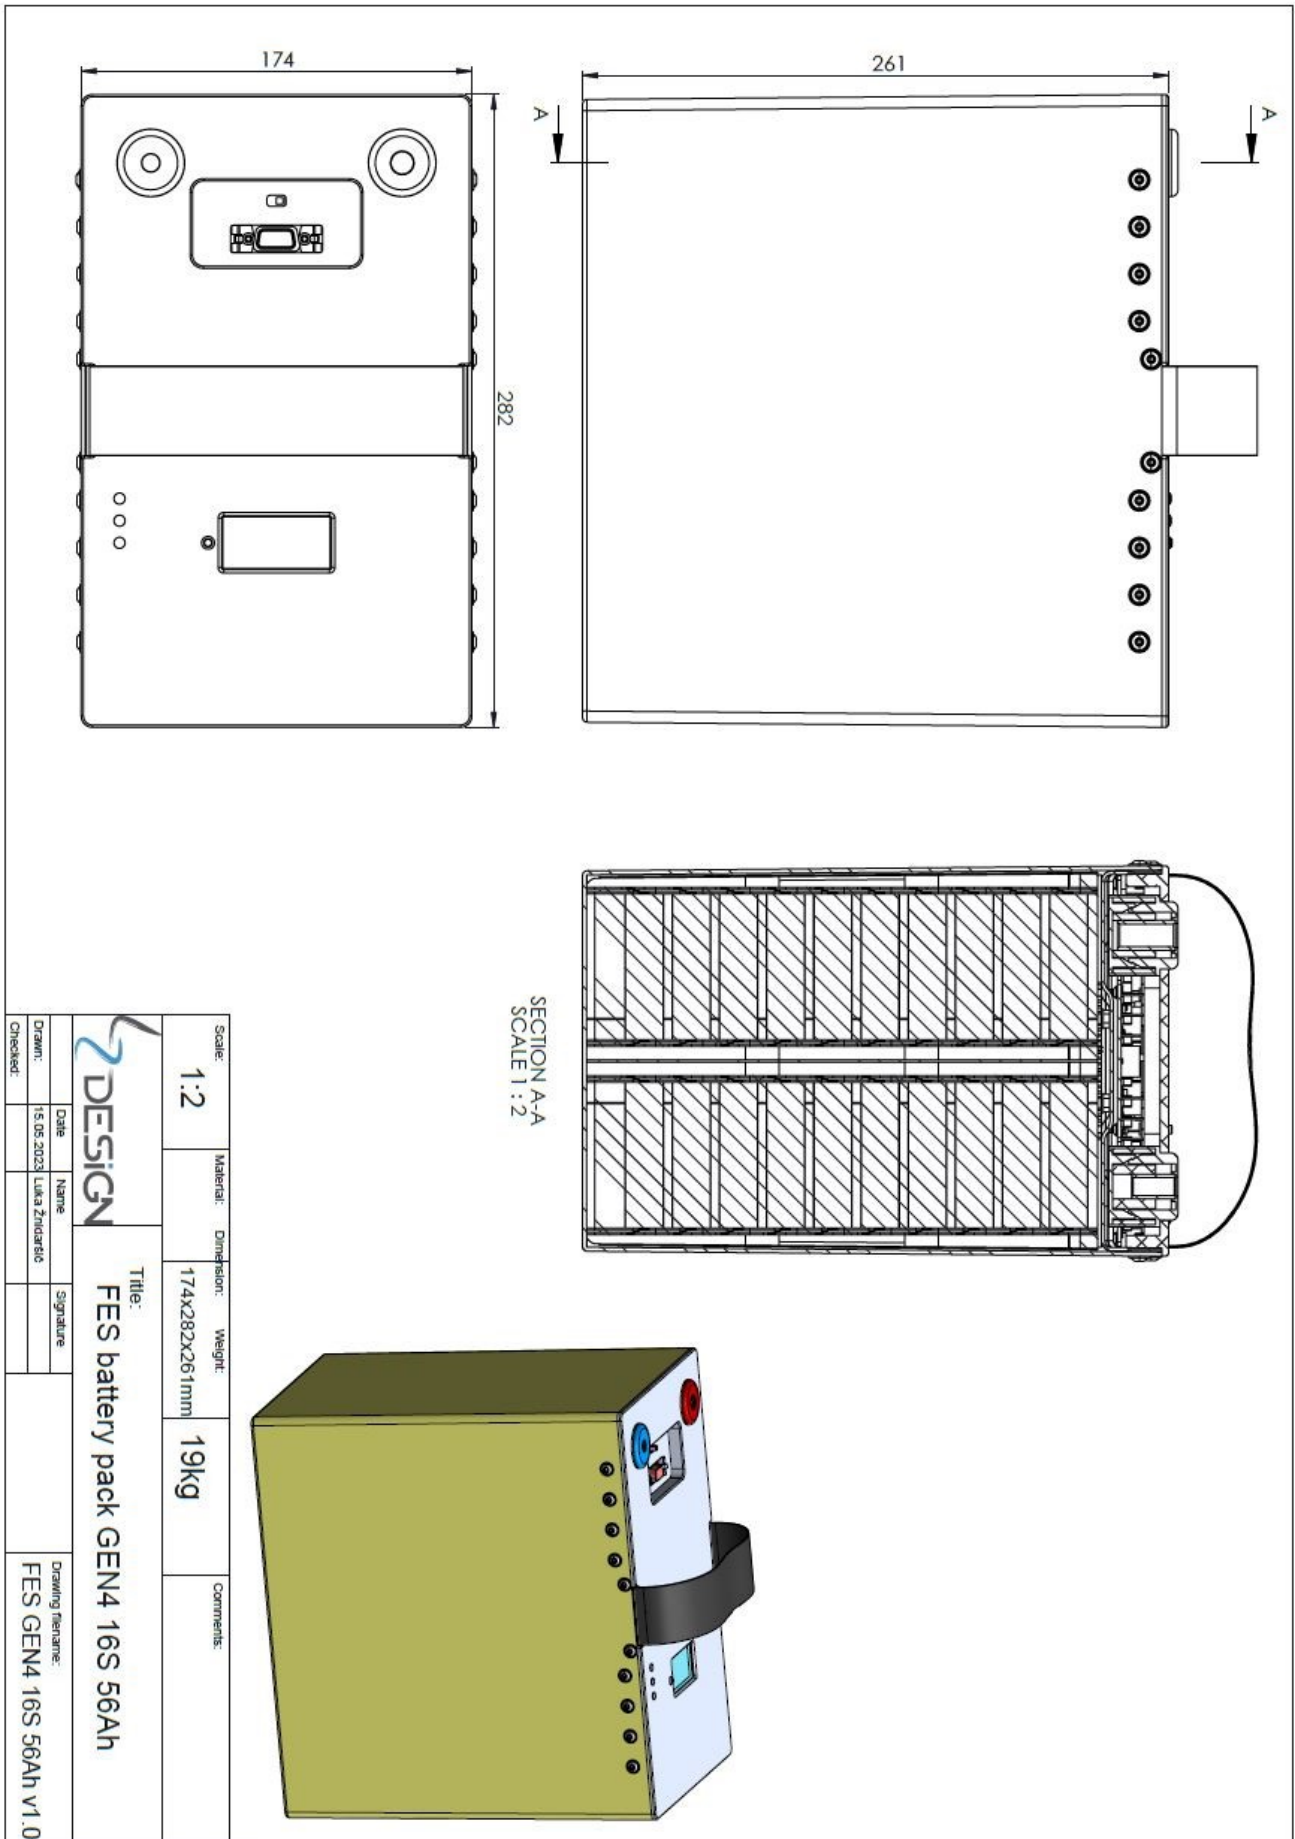 174
282
261
A
A
SECTION A-A
SCALE 1 : 2
Scale:
1:2
Material:
Dimension:
174x282x261mm
Weight:
19kg
Comments:
DESiGN
Title:
FES battery pack GEN4 16S 56Ah
Date
Name
Signature
Drawn:
15.05.2023
Luka Žnidaršič
Checked:
Drawing filename:
FES GEN4 16S 56Ah v1.0